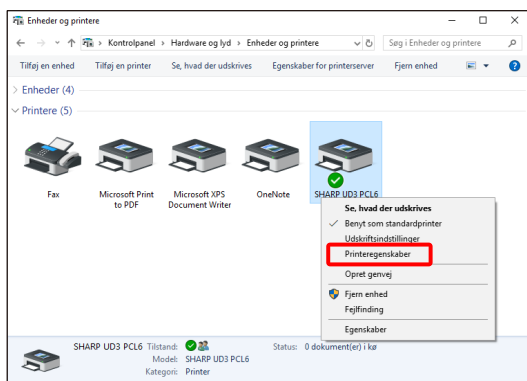 Enheder og printere
Kontrolpanel > Hardware og lyd > Enheder og printere
Søg i Enheder og printere
Tilføj en enhed Tilføj en printer Se, hvad der udskrives Egenskaber for printerserver Fjern enhed
Enheder (4)
Printere (5)
Fax
Microsoft Print
to PDF
Microsoft XPS
Document Writer
OneNote
SHARP UD3 PCL6
Se, hvad der udskrives
Benyt som standardprinter
Udskriftsindstillinger
Printeregenskaber
Opret genvej
Fjern enhed
Fejlfinding
Egenskaber
SHARP UD3 PCL6 Tilstand: Status: 0 dokument(er) i kø
Model: SHARP UD3 PCL6
Kategori: Printer